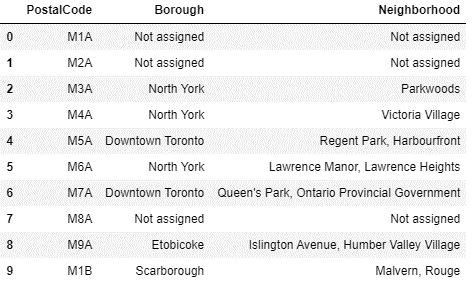 PostalCode Borough Neighborhood
0 M1A Not assigned Not assigned
1 M2A Not assigned Not assigned
2 M3A North York Parkwoods
3 M4A North York Victoria Village
4 M5A Downtown Toronto Regent Park, Harbourfront
5 M6A North York Lawrence Manor, Lawrence Heights
6 M7A Downtown Toronto Queen's Park, Ontario Provincial Government
7 M8A Not assigned Not assigned
8 M9A Etobicoke Islington Avenue, Humber Valley Village
9 M1B Scarborough Malvern, Rouge